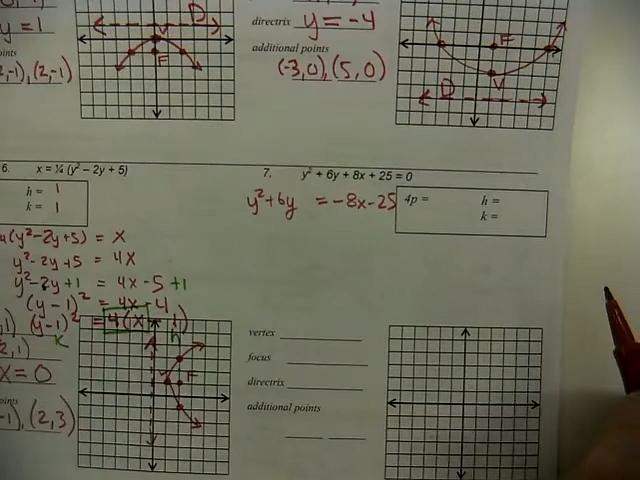 y = 1
directrix y = -4
additional points
(-3,0), (5,0)
,-1), (2,-1)
D
V
F
F
D
V
6. x = ¼ (y² – 2y + 5)
h = 1
k = 1
(y²-2y+5) = x
y²-2y+5 = 4x
y²-2y+1 = 4x-5+1
(y-1)² = 4x-4
(y-1)² = 4(x-1)
K
h
2,1)
x = 0
-1), (2,3)
V
F
7. y² + 6y + 8x + 25 = 0
y²+6y = -8x-25
4p =
h =
k =
vertex
focus
directrix
additional points